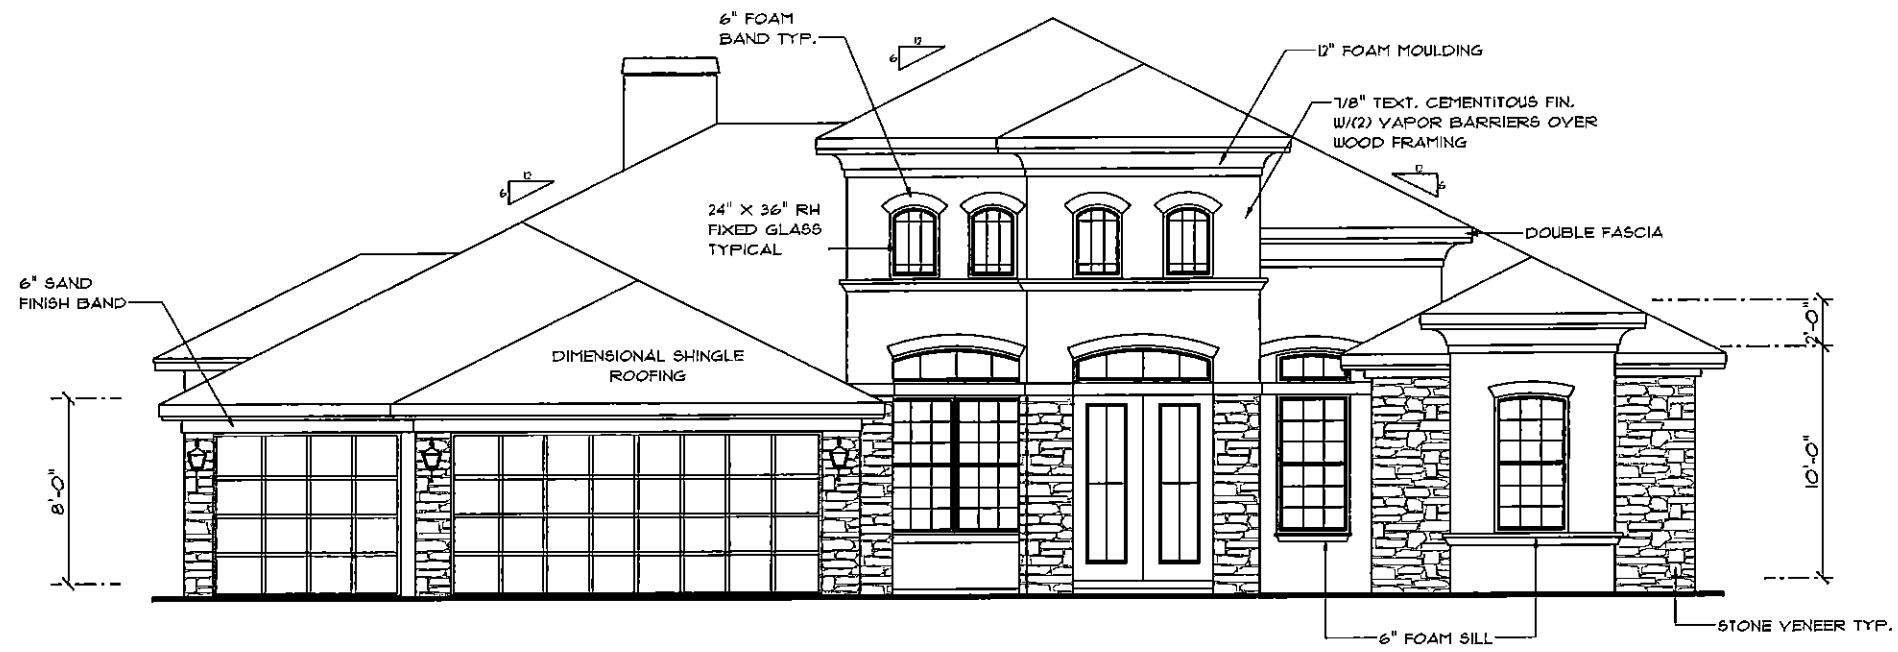 6" FOAM
BAND TYP.
12
6
12" FOAM MOULDING
7/8" TEXT. CEMENTITOUS FIN.
W/(2) VAPOR BARRIERS OVER
WOOD FRAMING
12
6
12
6
24" X 36" RH
FIXED GLASS
TYPICAL
DOUBLE FASCIA
6" SAND
FINISH BAND
2'-0"
DIMENSIONAL SHINGLE
ROOFING
8'-0"
10'-0"
6" FOAM SILL
STONE VENEER TYP.